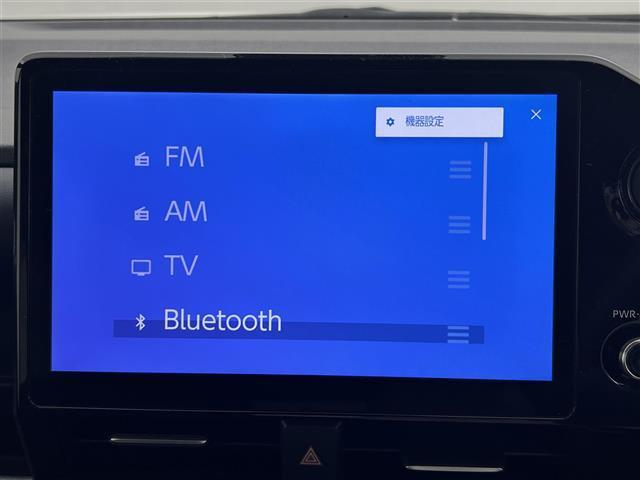 機器設定
FM
AM
TV
Bluetooth
PWR-